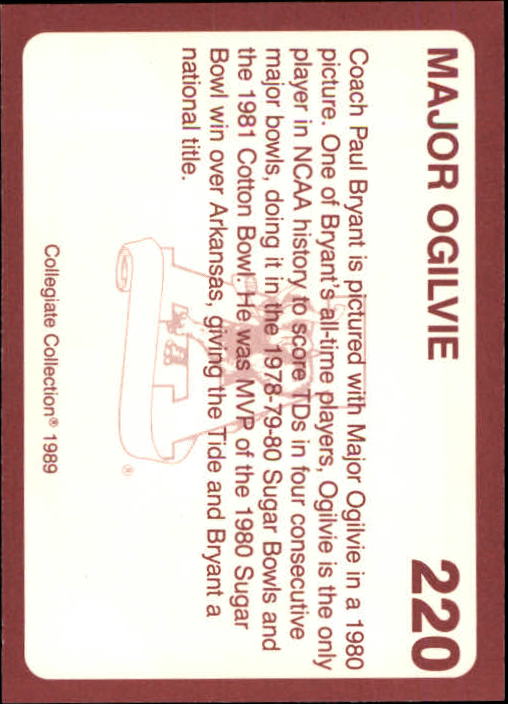 MAJOR OGILVIE
220
Coach Paul Bryant is pictured with Major Ogilvie in a 1980
picture. One of Bryant's all-time players, Ogilvie is the only
player in NCAA history to score TDs in four consecutive
major bowls, doing it in the 1978-79-80 Sugar Bowls and
the 1981 Cotton Bowl. He was MVP of the 1980 Sugar
Bowl win over Arkansas, giving the Tide and Bryant a
national title.
Collegiate Collection® 1989
®